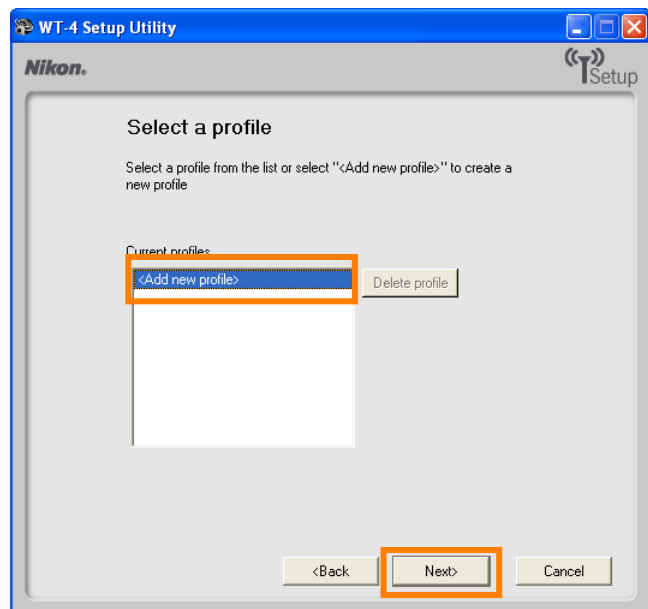 WT-4 Setup Utility
Nikon.
Setup
Select a profile
Select a profile from the list or select "<Add new profile>" to create a
new profile
Current profiles
<Add new profile>
Delete profile
<Back
Next>
Cancel